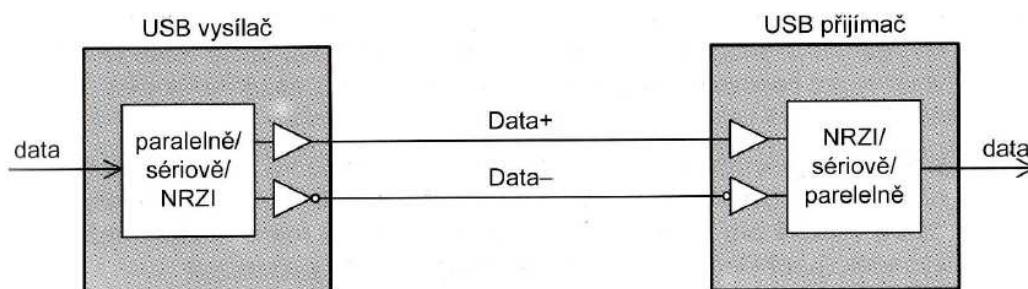 USB vysílač
USB přijímač
data
paralelně/
sériově/
NRZI
Data+
Data–
NRZI/
sériově/
parelelně
data